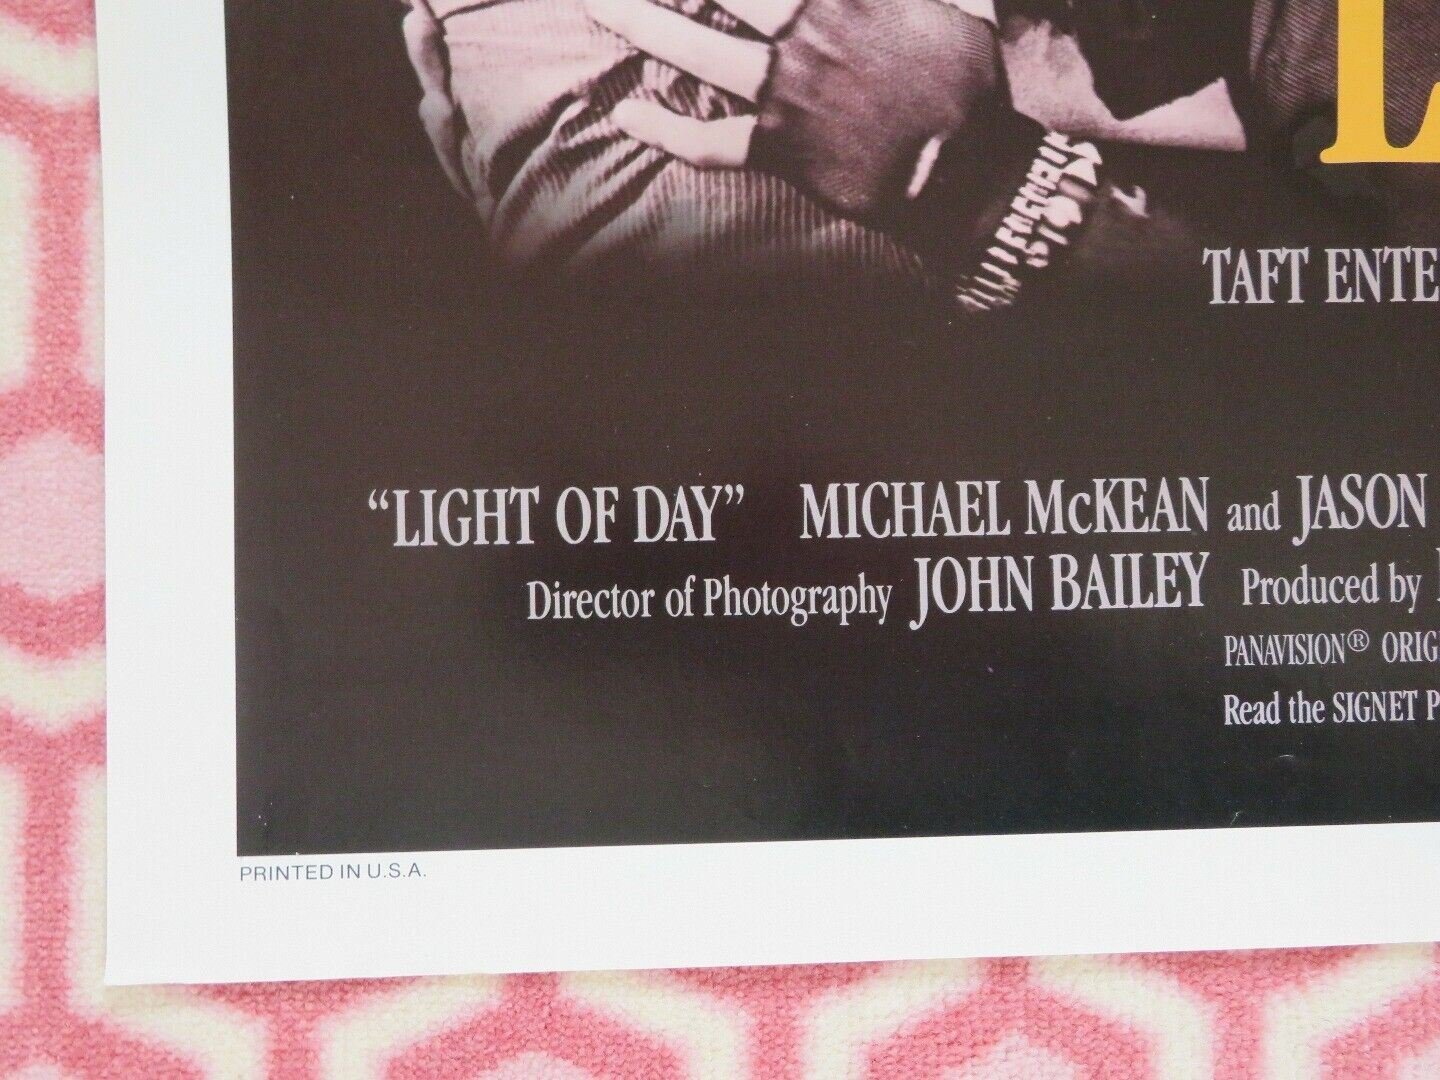 L
TAFT ENTE
“LIGHT OF DAY” MICHAEL McKEAN and JASON
Director of Photography JOHN BAILEY Produced by
PANAVISION® ORIG
Read the SIGNET P
PRINTED IN U.S.A.